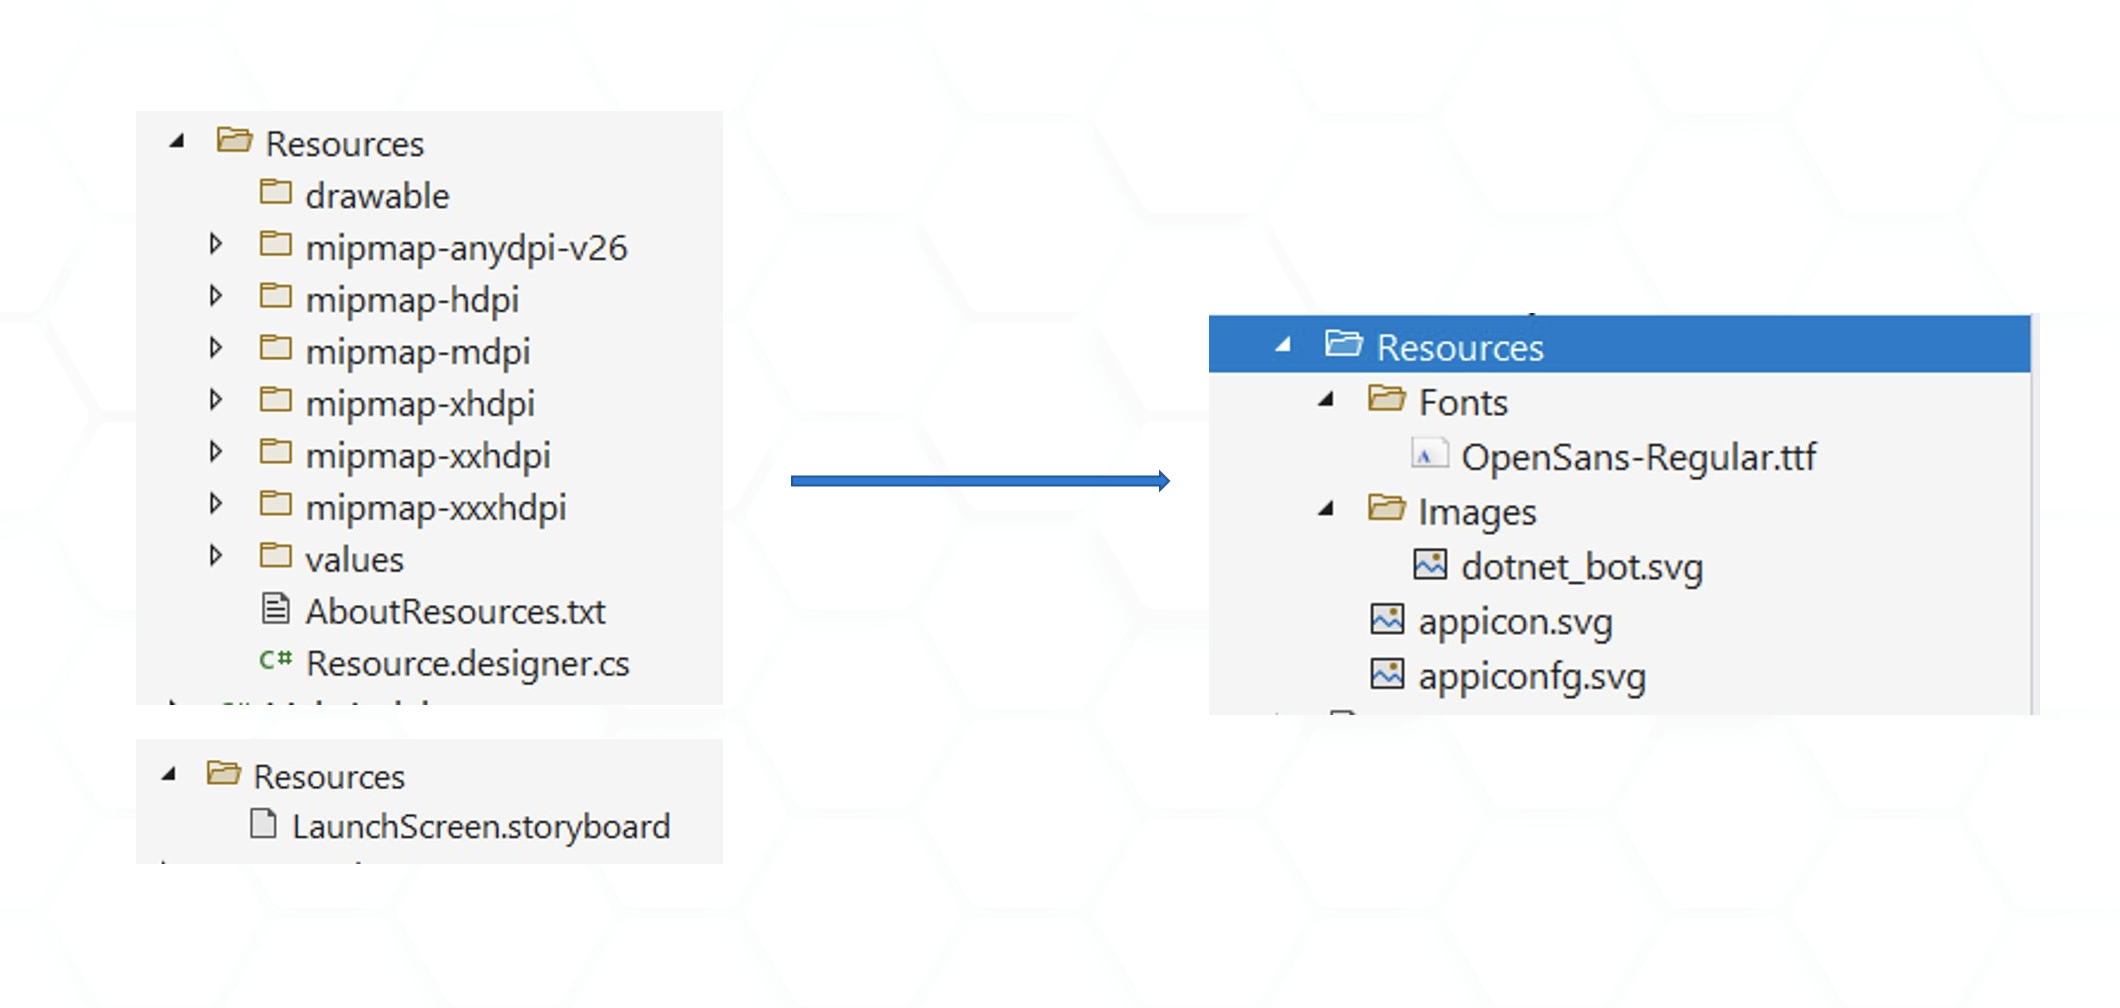 Resources
drawable
mipmap-anydpi-v26
mipmap-hdpi
mipmap-mdpi
mipmap-xhdpi
mipmap-xxhdpi
mipmap-xxxhdpi
values
AboutResources.txt
C# Resource.designer.cs
Resources
LaunchScreen.storyboard
Resources
Fonts
A OpenSans-Regular.ttf
Images
dotnet_bot.svg
appicon.svg
appiconfg.svg